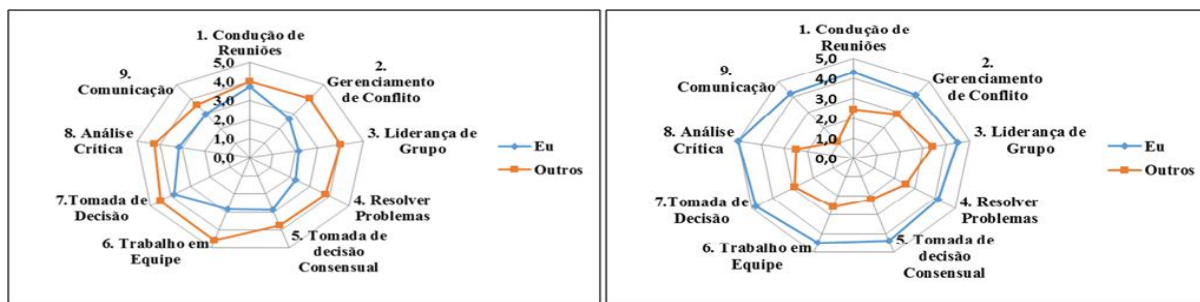 1. Condução de
Reuniões
5,0
4,0
3,0
2,0
1,0
0,0
2.
Gerenciamento
de Conflito
3. Liderança de
Grupo
4. Resolver
Problemas
5. Tomada de
decisão
Consensual
6. Trabalho em
Equipe
7.Tomada de
Decisão
8. Análise
Crítica
9.
Comunicação
Eu
Outros
1. Condução de
Reuniões
5,0
4,0
3,0
2,0
1,0
0,0
2.
Gerenciamento
de Conflito
3. Liderança de
Grupo
4. Resolver
Problemas
5. Tomada de
decisão
Consensual
6. Trabalho em
Equipe
7.Tomada de
Decisão
8. Análise
Crítica
9.
Comunicação
Eu
Outros